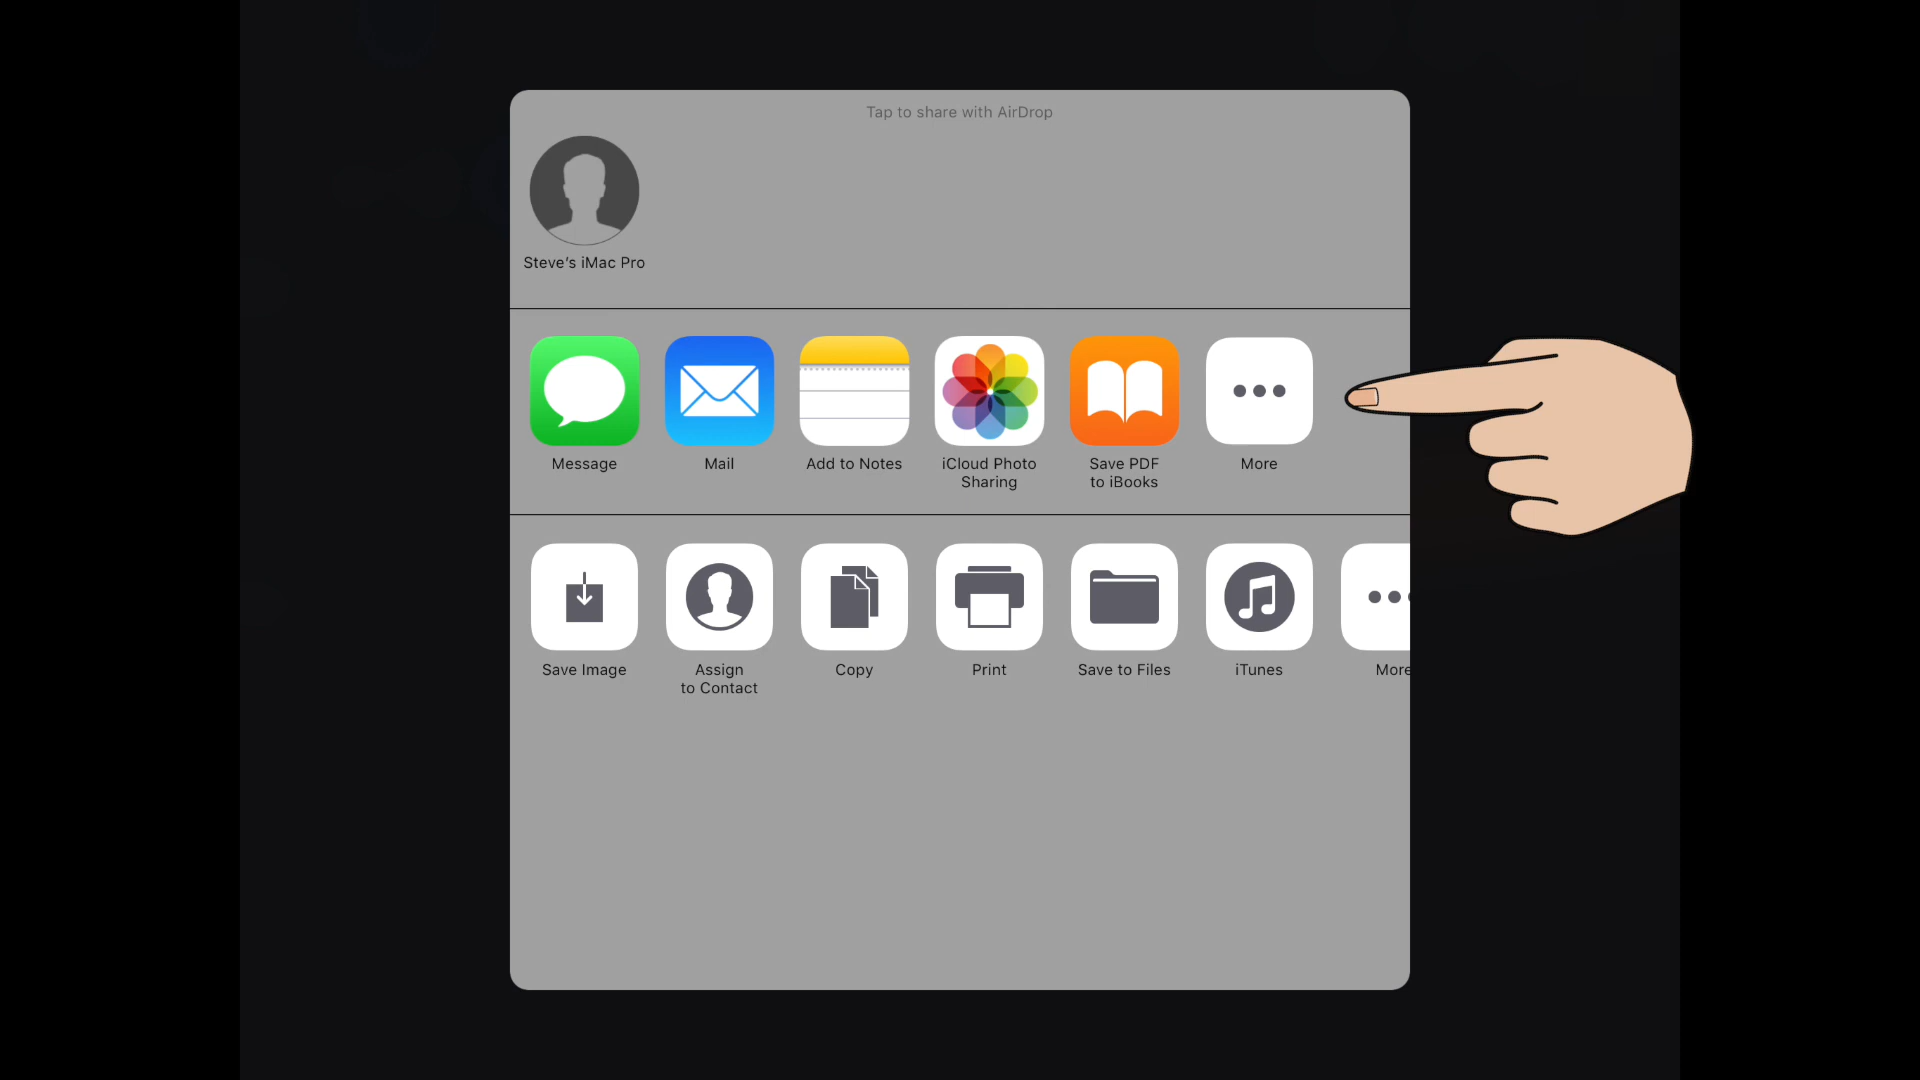 Tap to share with AirDrop
Steve’s iMac Pro
Message
Mail
Add to Notes
iCloud Photo
Sharing
Save PDF
to iBooks
More
Save Image
Assign
to Contact
Copy
Print
Save to Files
iTunes
More